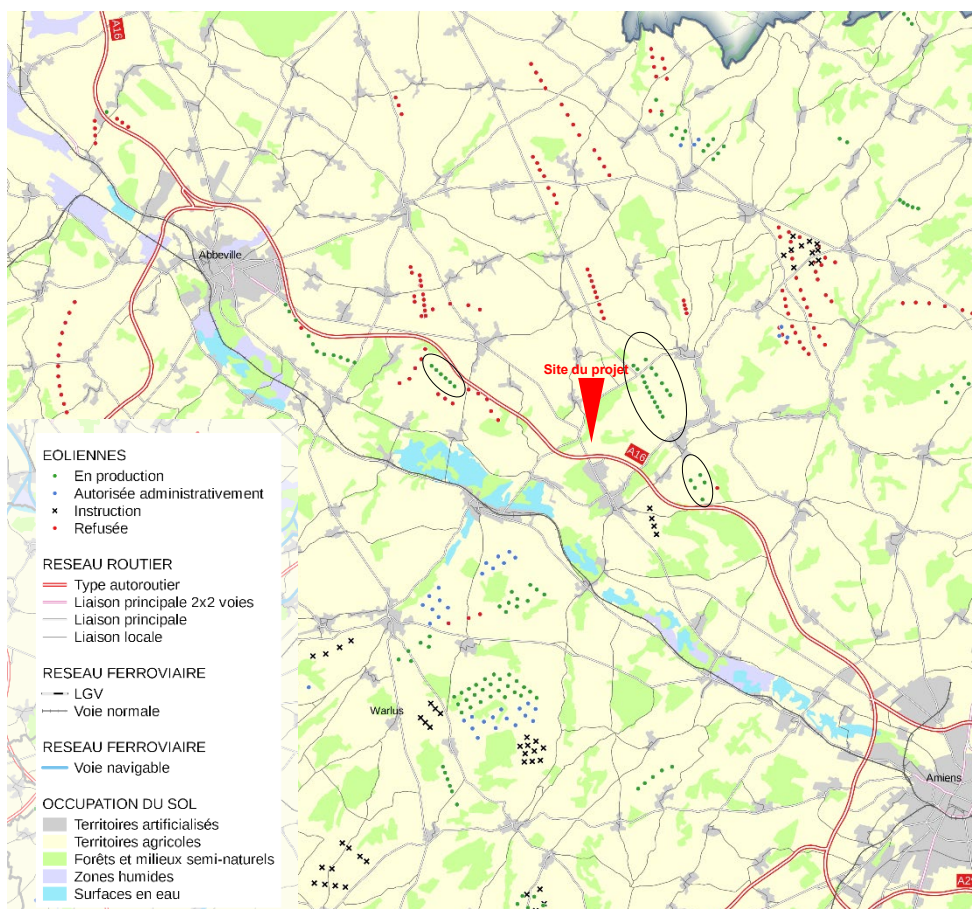 A16
Abbeville
Site du projet
A16
EOLIENNES
En production
Autorisée administrativement
Instruction
Refusée
RESEAU ROUTIER
Type autoroutier
Liaison principale 2x2 voies
Liaison principale
Liaison locale
RESEAU FERROVIAIRE
LGV
Voie normale
RESEAU FERROVIAIRE
Voie navigable
OCCUPATION DU SOL
Territoires artificialisés
Territoires agricoles
Forêts et milieux semi-naturels
Zones humides
Surfaces en eau
Warlus
Amiens